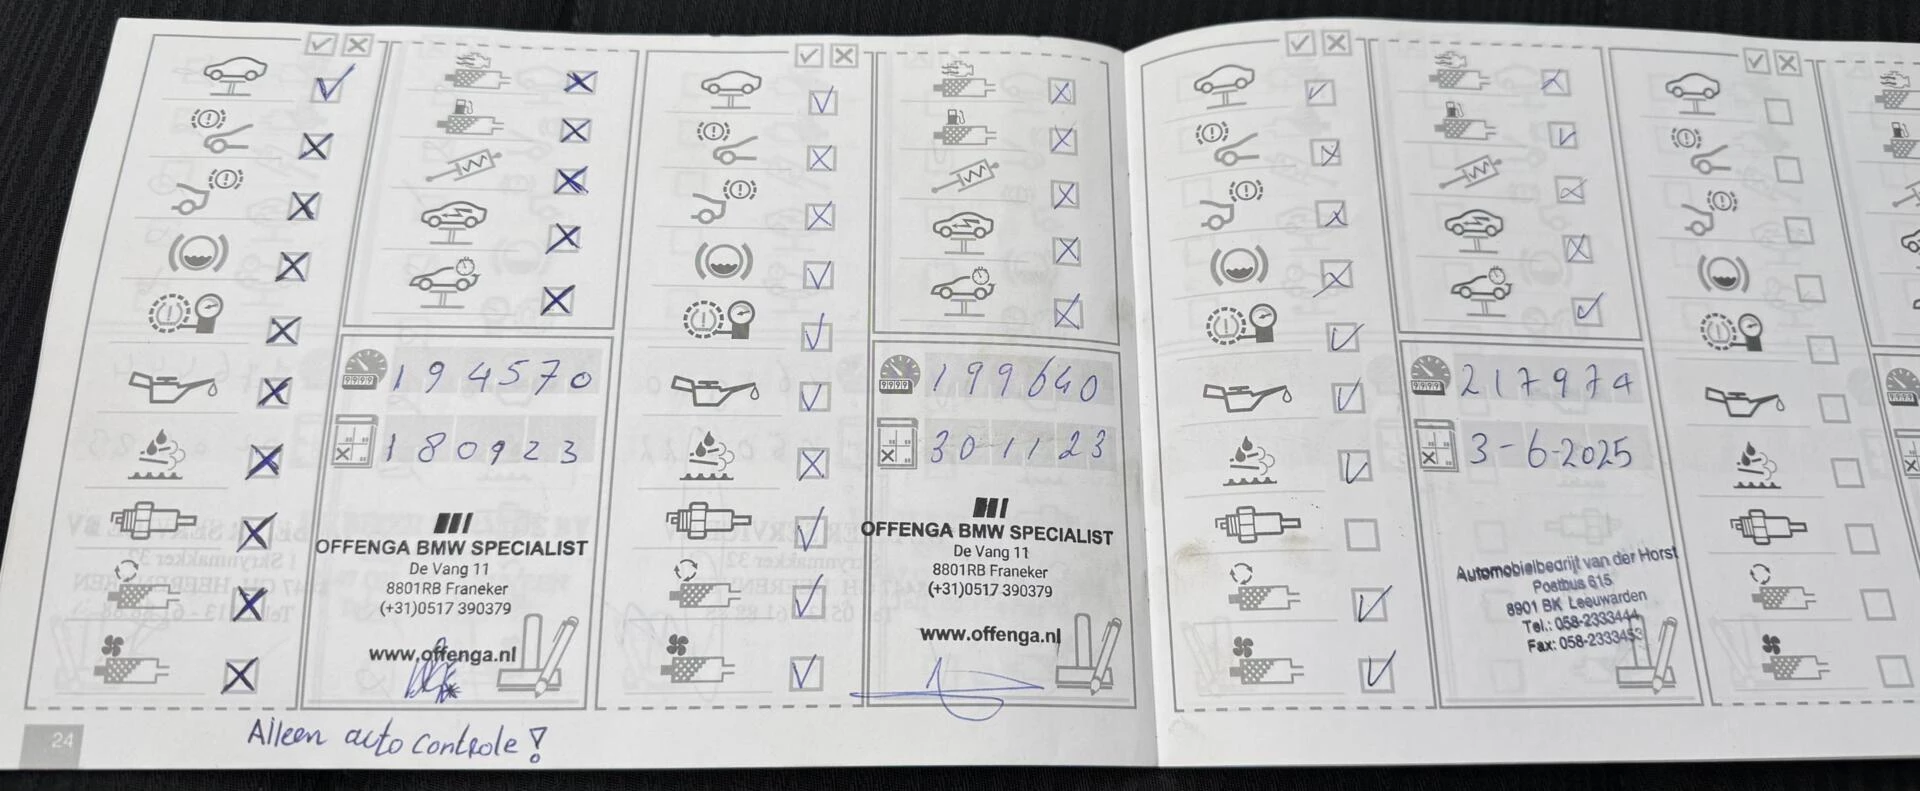 194570
180923
OFFENGA BMW SPECIALIST
De Vang 11
8801RB Franeker
(+31)0517 390379
www.offenga.nl
199640
30-1123
OFFENGA BMW SPECIALIST
De Vang 11
8801RB Franeker
(+31)0517 390379
www.offenga.nl
217974
3-6-2025
Automobielbedrijf van der Horst
Postbus 615
8901 BK Leeuwarden
Tel.: 058-2333444
Fax: 058-2333453
24
Alleen auto controle!